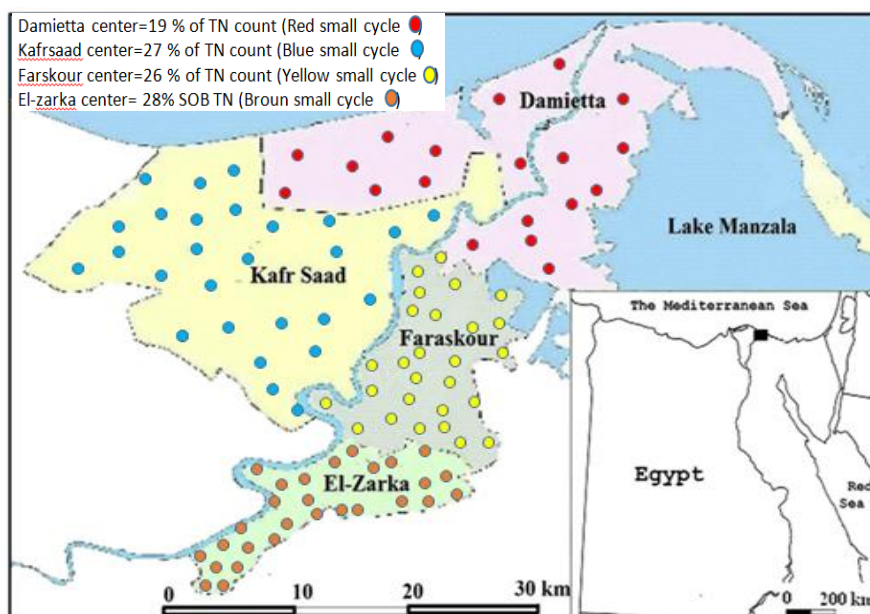 Damietta center=19 % of TN count (Red small cycle )
Kafrsaad center=27 % of TN count (Blue small cycle )
Farskour center=26 % of TN count (Yellow small cycle )
El-zarka center= 28% SOB TN (Broun small cycle )
Damietta
Lake Manzala
Kafr Saad
The Mediterranean Sea
Faraskour
Egypt
Red
Sea
El-Zarka
0 10 20 30 km
0 200 km